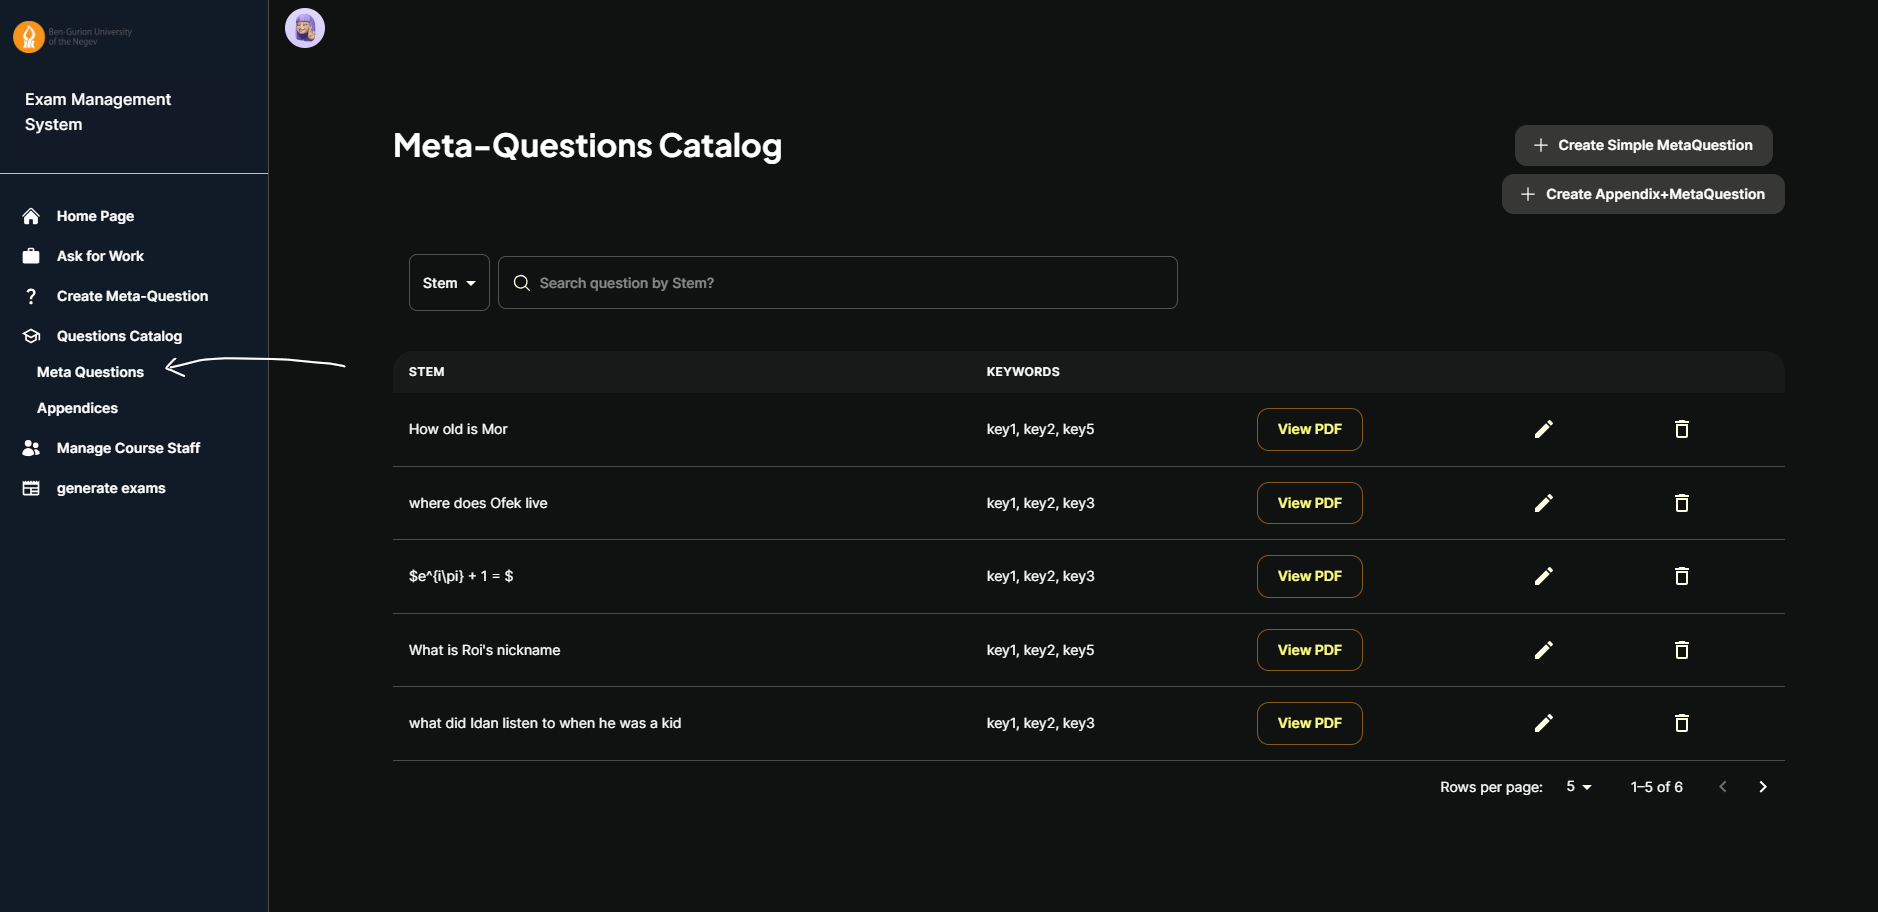 Ben-Gurion University
of the Negev
Exam Management
System
Home Page
Ask for Work
Create Meta-Question
Questions Catalog
Meta Questions
Appendices
Manage Course Staff
generate exams
Meta-Questions Catalog
Create Simple MetaQuestion
Create Appendix+MetaQuestion
Stem
Search question by Stem?
STEM KEYWORDS
How old is Mor key1, key2, key5 View PDF
where does Ofek live key1, key2, key3 View PDF
$e^{i\pi} + 1 = $ key1, key2, key3 View PDF
What is Roi's nickname key1, key2, key5 View PDF
what did Idan listen to when he was a kid key1, key2, key3 View PDF
Rows per page: 5 1–5 of 6